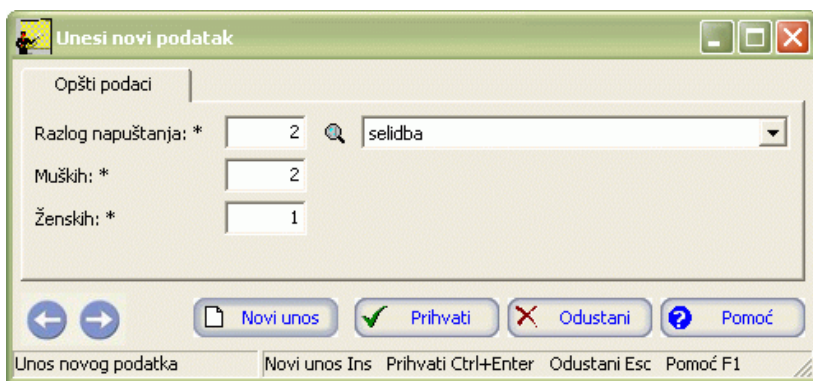 Unesi novi podatak
Opšti podaci
Razlog napuštanja: * 2 selidba
Muških: * 2
Ženskih: * 1
Novi unos Prihvati Odustani Pomoć
Unos novog podatka Novi unos Ins Prihvati Ctrl+Enter Odustani Esc Pomoć F1